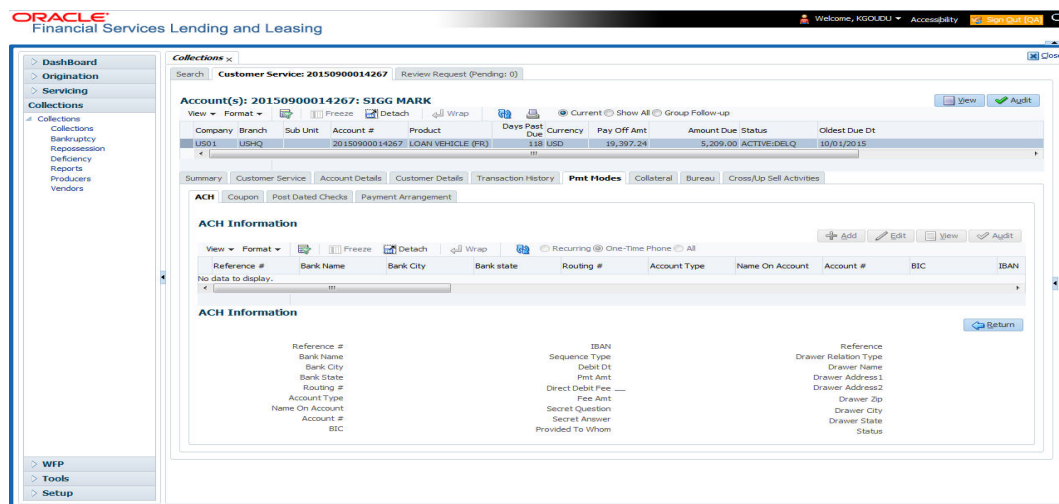 ORACLE
Financial Services Lending and Leasing
Welcome, KGOUDU Accessibility Sign Out (QA)
Close
DashBoard
Origination
Servicing
Collections
Collections
Collections
Bankruptcy
Repossession
Deficiency
Reports
Producers
Vendors
WFP
Tools
Setup
Collections x
Search Customer Service: 20150900014267 Review Request (Pending: 0)
Account(s): 20150900014267: SIGG MARK
View Audit
View Format Freeze Detach Wrap Current Show All Group Follow-up
Company Branch Sub Unit Account # Product Days Past Due Currency Pay Off Amt Amount Due Status Oldest Due Dt
US01 USHQ 20150900014267 LOAN VEHICLE (FR) 118 USD 19,397.24 5,209.00 ACTIVE:DELQ 10/01/2015
Summary Customer Service Account Details Customer Details Transaction History Pmt Modes Collateral Bureau Cross/Up Sell Activities
ACH Coupon Post Dated Checks Payment Arrangement
ACH Information
Add Edit View Audit
View Format Freeze Detach Wrap Recurring One-Time Phone All
Reference # Bank Name Bank City Bank state Routing # Account Type Name On Account Account # BIC IBAN
No data to display.
ACH Information
Return
Reference # IBAN Reference
Bank Name Sequence Type Drawer Relation Type
Bank City Debit Dt Drawer Name
Bank State Pmt Amt Drawer Address1
Routing # Direct Debit Fee Drawer Address2
Account Type Fee Amt Drawer Zip
Name On Account Secret Question Drawer City
Account # Secret Answer Drawer State
BIC Provided To Whom Status